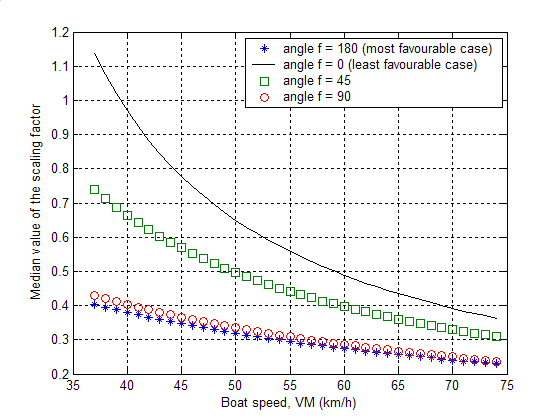 1.2
1.1
1
0.9
0.8
0.7
0.6
0.5
0.4
0.3
0.2
Median value of the scaling factor
angle f = 180 (most favourable case)
angle f = 0 (least favourable case)
angle f = 45
angle f = 90
35 40 45 50 55 60 65 70 75
Boat speed, VM (km/h)